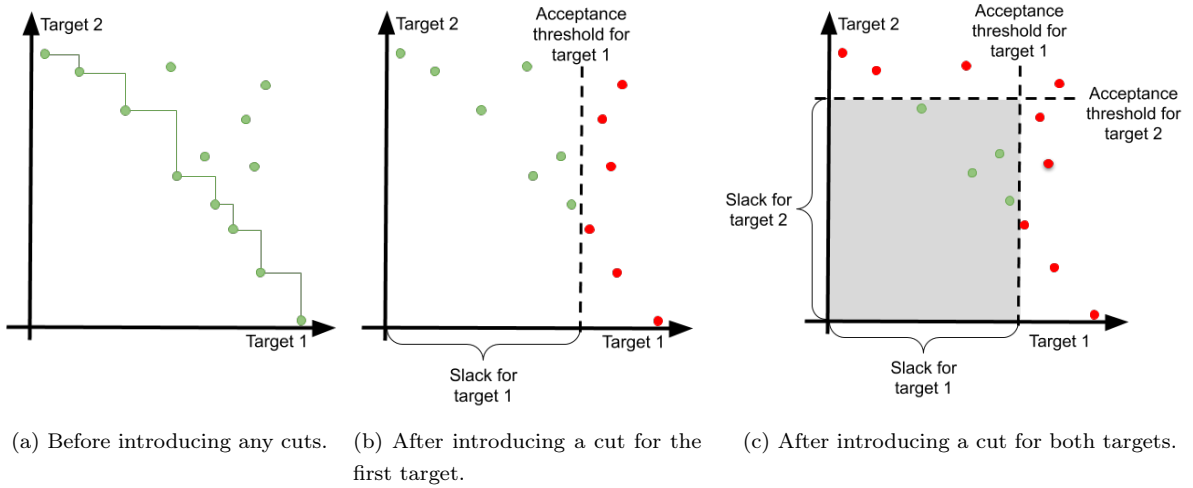 Target 2
Target 1
(a) Before introducing any cuts.
Target 2
Acceptance
threshold for
target 1
Target 1
Slack for
target 1
(b) After introducing a cut for the
first target.
Target 2
Acceptance
threshold for
target 1
Acceptance
threshold for
target 2
Slack for
target 2
Target 1
Slack for
target 1
(c) After introducing a cut for both targets.